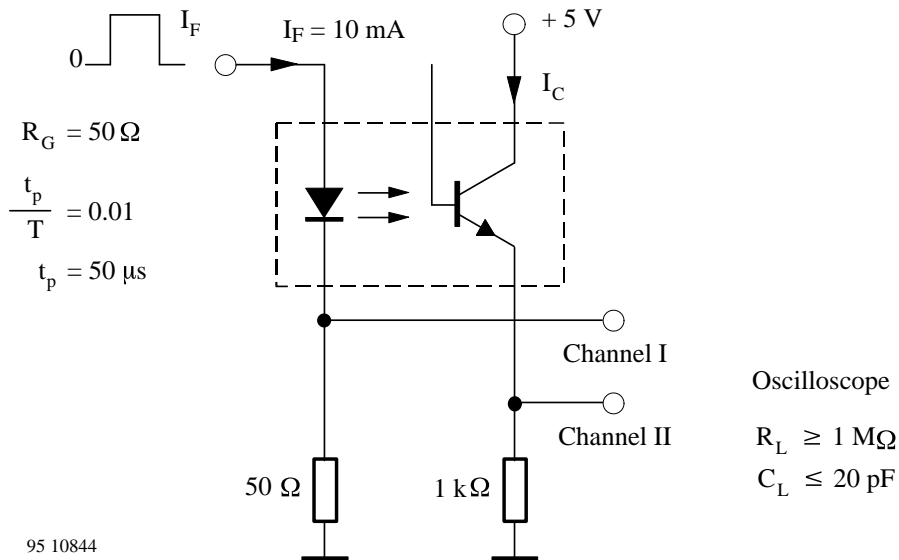 I_F
0
I_F = 10 mA
+ 5 V
I_C
R_G = 50 Ω
t_p
T
= 0.01
t_p = 50 μs
Channel I
Channel II
Oscilloscope
R_L ≥ 1 MΩ
C_L ≤ 20 pF
50 Ω
1 kΩ
95 10844